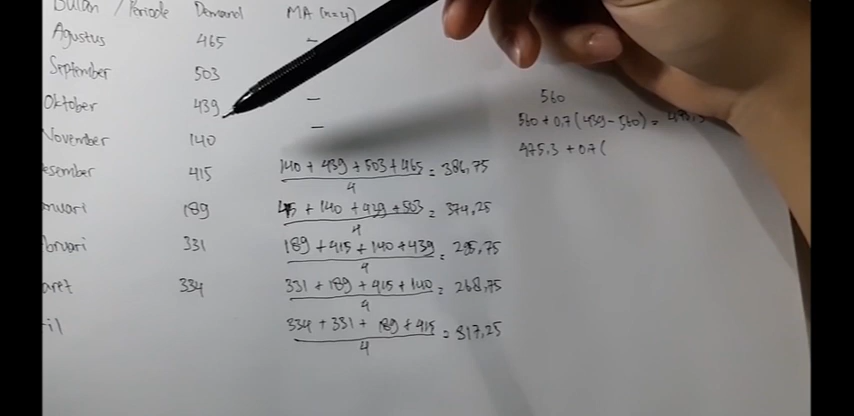 Bulan / Periode Demand MA (n=4)
Agustus 465 –
September 503
Oktober 439 – 560
November 140 – 560 + 0,7 (439 – 560) =
esember 415 140 + 439 + 503 + 465 / 4 = 386,75 475,3 + 0,7 (
nuari 189 415 + 140 + 439 + 503 / 4 = 374,25
bruari 331 189 + 415 + 140 + 439 / 4 = 295,75
aret 334 331 + 189 + 415 + 140 / 4 = 268,75
il 334 + 331 + 189 + 415 / 4 = 317,25